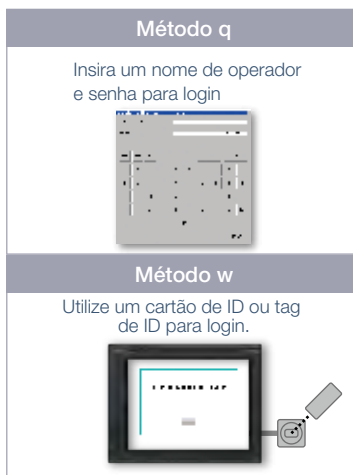 Método q
Insira um nome de operador
e senha para login
Método w
Utilize um cartão de ID ou tag
de ID para login.